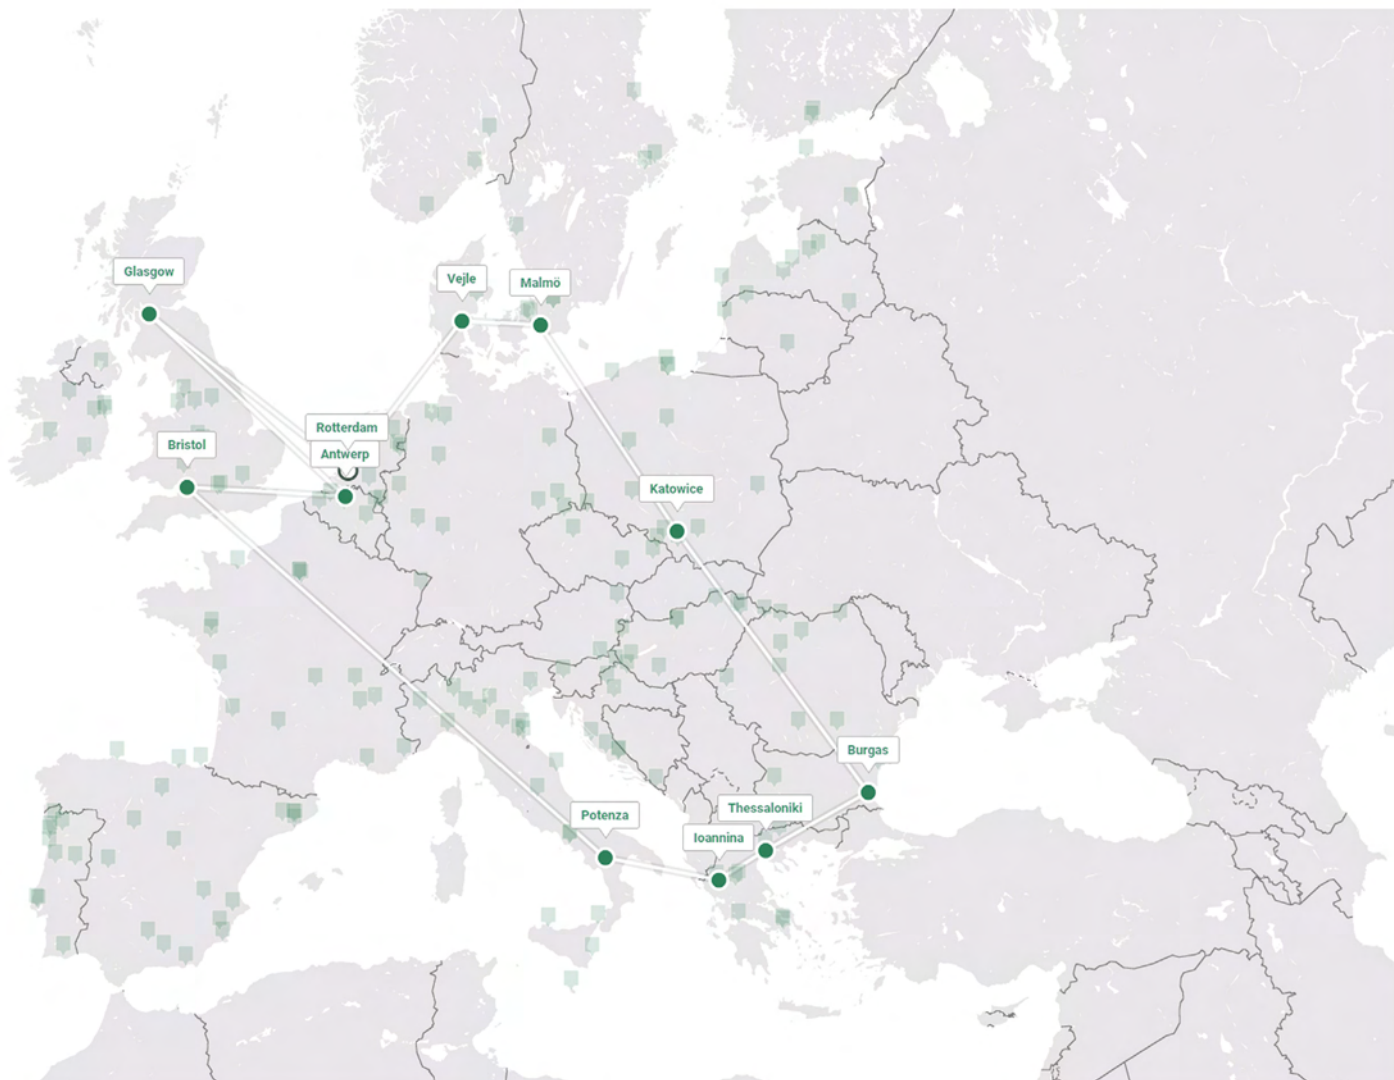 Glasgow
Vejle
Malmö
Rotterdam
Bristol
Antwerp
Katowice
Burgas
Thessaloniki
Potenza
Ioannina